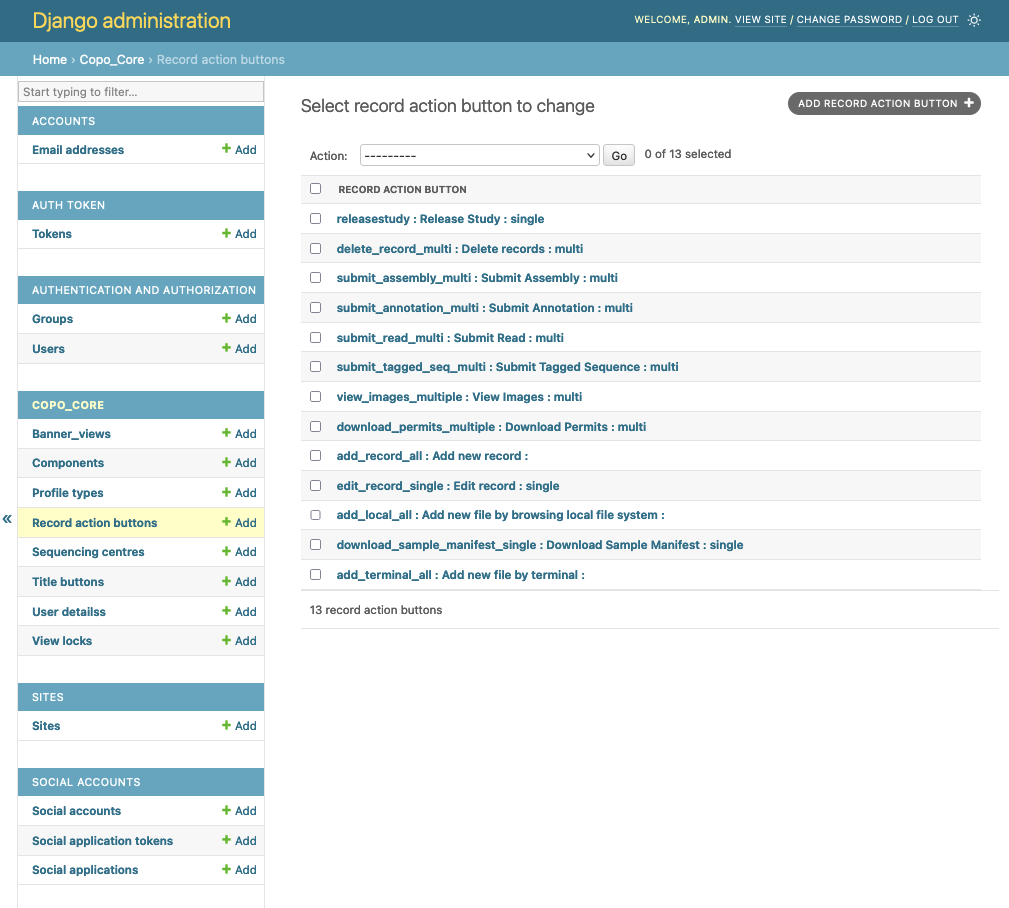 Django administration
WELCOME, ADMIN. VIEW SITE / CHANGE PASSWORD / LOG OUT
Home › Copo_Core › Record action buttons
Start typing to filter...
ACCOUNTS
Email addresses + Add
AUTH TOKEN
Tokens + Add
AUTHENTICATION AND AUTHORIZATION
Groups + Add
Users + Add
COPO_CORE
Banner_views + Add
Components + Add
Profile types + Add
Record action buttons + Add
Sequencing centres + Add
Title buttons + Add
User detailss + Add
View locks + Add
SITES
Sites + Add
SOCIAL ACCOUNTS
Social accounts + Add
Social application tokens + Add
Social applications + Add
«
Select record action button to change
ADD RECORD ACTION BUTTON +
Action: --------- Go 0 of 13 selected
RECORD ACTION BUTTON
releasestudy : Release Study : single
delete_record_multi : Delete records : multi
submit_assembly_multi : Submit Assembly : multi
submit_annotation_multi : Submit Annotation : multi
submit_read_multi : Submit Read : multi
submit_tagged_seq_multi : Submit Tagged Sequence : multi
view_images_multiple : View Images : multi
download_permits_multiple : Download Permits : multi
add_record_all : Add new record :
edit_record_single : Edit record : single
add_local_all : Add new file by browsing local file system :
download_sample_manifest_single : Download Sample Manifest : single
add_terminal_all : Add new file by terminal :
13 record action buttons